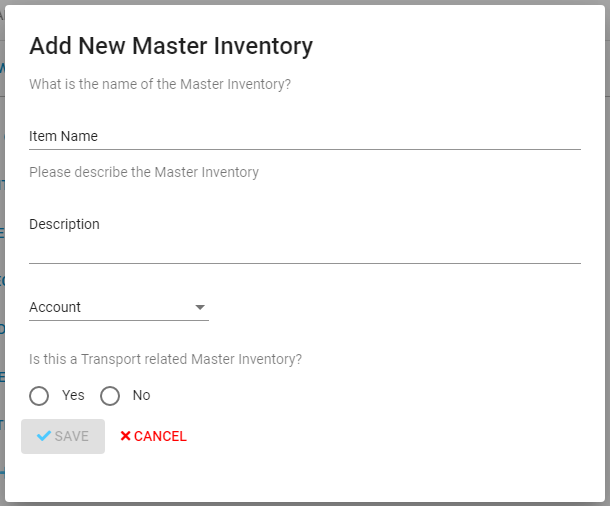 Add New Master Inventory
What is the name of the Master Inventory?
Item Name
Please describe the Master Inventory
Description
Account
Is this a Transport related Master Inventory?
Yes No
SAVE CANCEL